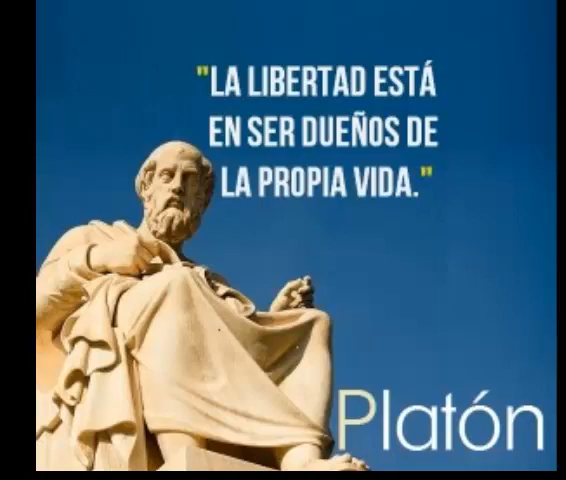 "LA LIBERTAD ESTÁ
EN SER DUEÑOS DE
LA PROPIA VIDA."
Platón